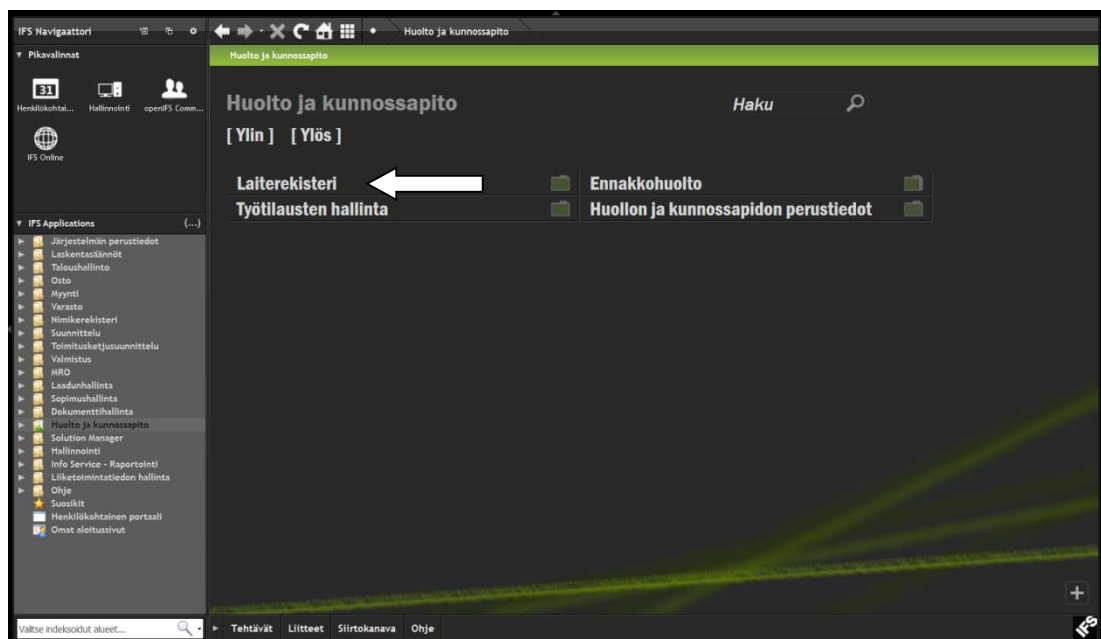 IFS Navigaattori
Huolto ja kunnossapito
Pikavalinnat
Huolto ja kunnossapito
31
Henkilökohtai...
Hallinnointi
openIFS Comm...
IFS Online
Huolto ja kunnossapito
Haku
[ Ylin ] [ Ylös ]
Laiterekisteri
Ennakkohuolto
Työtilausten hallinta
Huollon ja kunnossapidon perustiedot
IFS Applications (...)
Järjestelmän perustiedot
Laskentasäännöt
Taloushallinto
Osto
Myynti
Varasto
Nimikerekisteri
Suunnittelu
Toimitusketjusuunnittelu
Valmistus
MRO
Laadunhallinta
Sopimushallinta
Dokumenttihallinta
Huolto ja kunnossapito
Solution Manager
Hallinnointi
Info Service - Raportointi
Liiketoimintatiedon hallinta
Ohje
Suosikit
Henkilökohtainen portaali
Omat aloitussivut
Valitse indeksoidut alueet...
Tehtävät Liitteet Siirtokanava Ohje
IFS